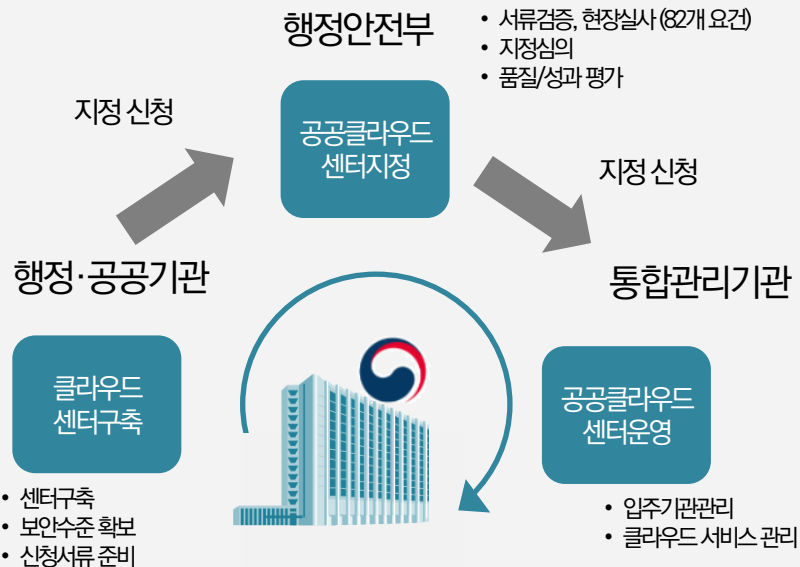 행정안전부
• 서류검증, 현장실사 (82개 요건)
• 지정심의
• 품질/성과 평가
지정 신청
공공클라우드
센터지정
지정 신청
행정·공공기관
통합관리기관
클라우드
센터구축
공공클라우드
센터운영
• 센터구축
• 보안수준 확보
• 신청서류 준비
• 입주기관관리
• 클라우드 서비스 관리